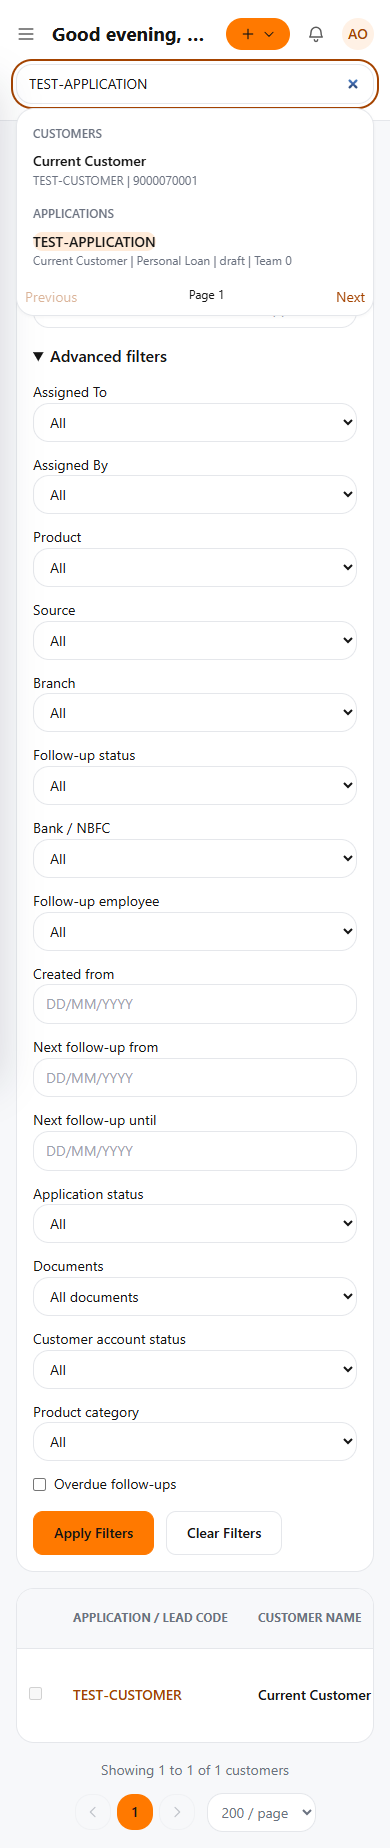 Good evening, ...
AO
TEST-APPLICATION
CUSTOMERS
Current Customer
TEST-CUSTOMER | 9000070001
APPLICATIONS
TEST-APPLICATION
Current Customer | Personal Loan | draft | Team 0
Previous
Page 1
Next
Advanced filters
Assigned To
All
Assigned By
All
Product
All
Source
All
Branch
All
Follow-up status
All
Bank / NBFC
All
Follow-up employee
All
Created from
DD/MM/YYYY
Next follow-up from
DD/MM/YYYY
Next follow-up until
DD/MM/YYYY
Application status
All
Documents
All documents
Customer account status
All
Product category
All
Overdue follow-ups
Apply Filters
Clear Filters
APPLICATION / LEAD CODE
CUSTOMER NAME
TEST-CUSTOMER
Current Customer
Showing 1 to 1 of 1 customers
1
200 / page